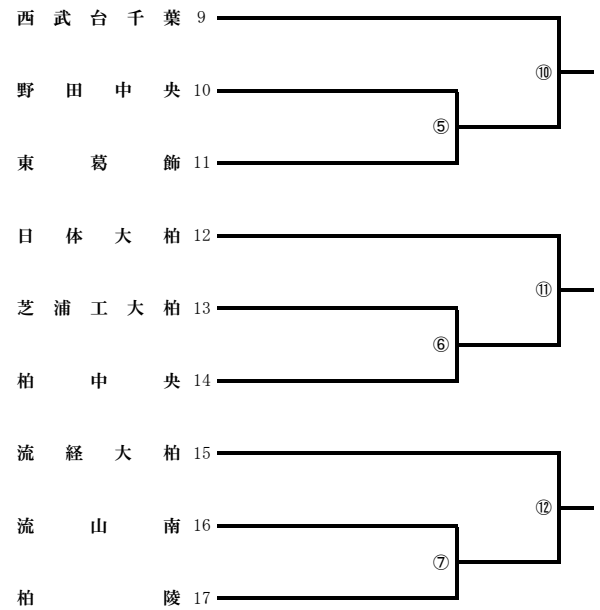 西武台千葉 9
⑩
野田中央 10
⑤
東葛飾 11
日体大柏 12
⑪
芝浦工大柏 13
⑥
柏中央 14
流経大柏 15
⑫
流山南 16
⑦
柏陵 17